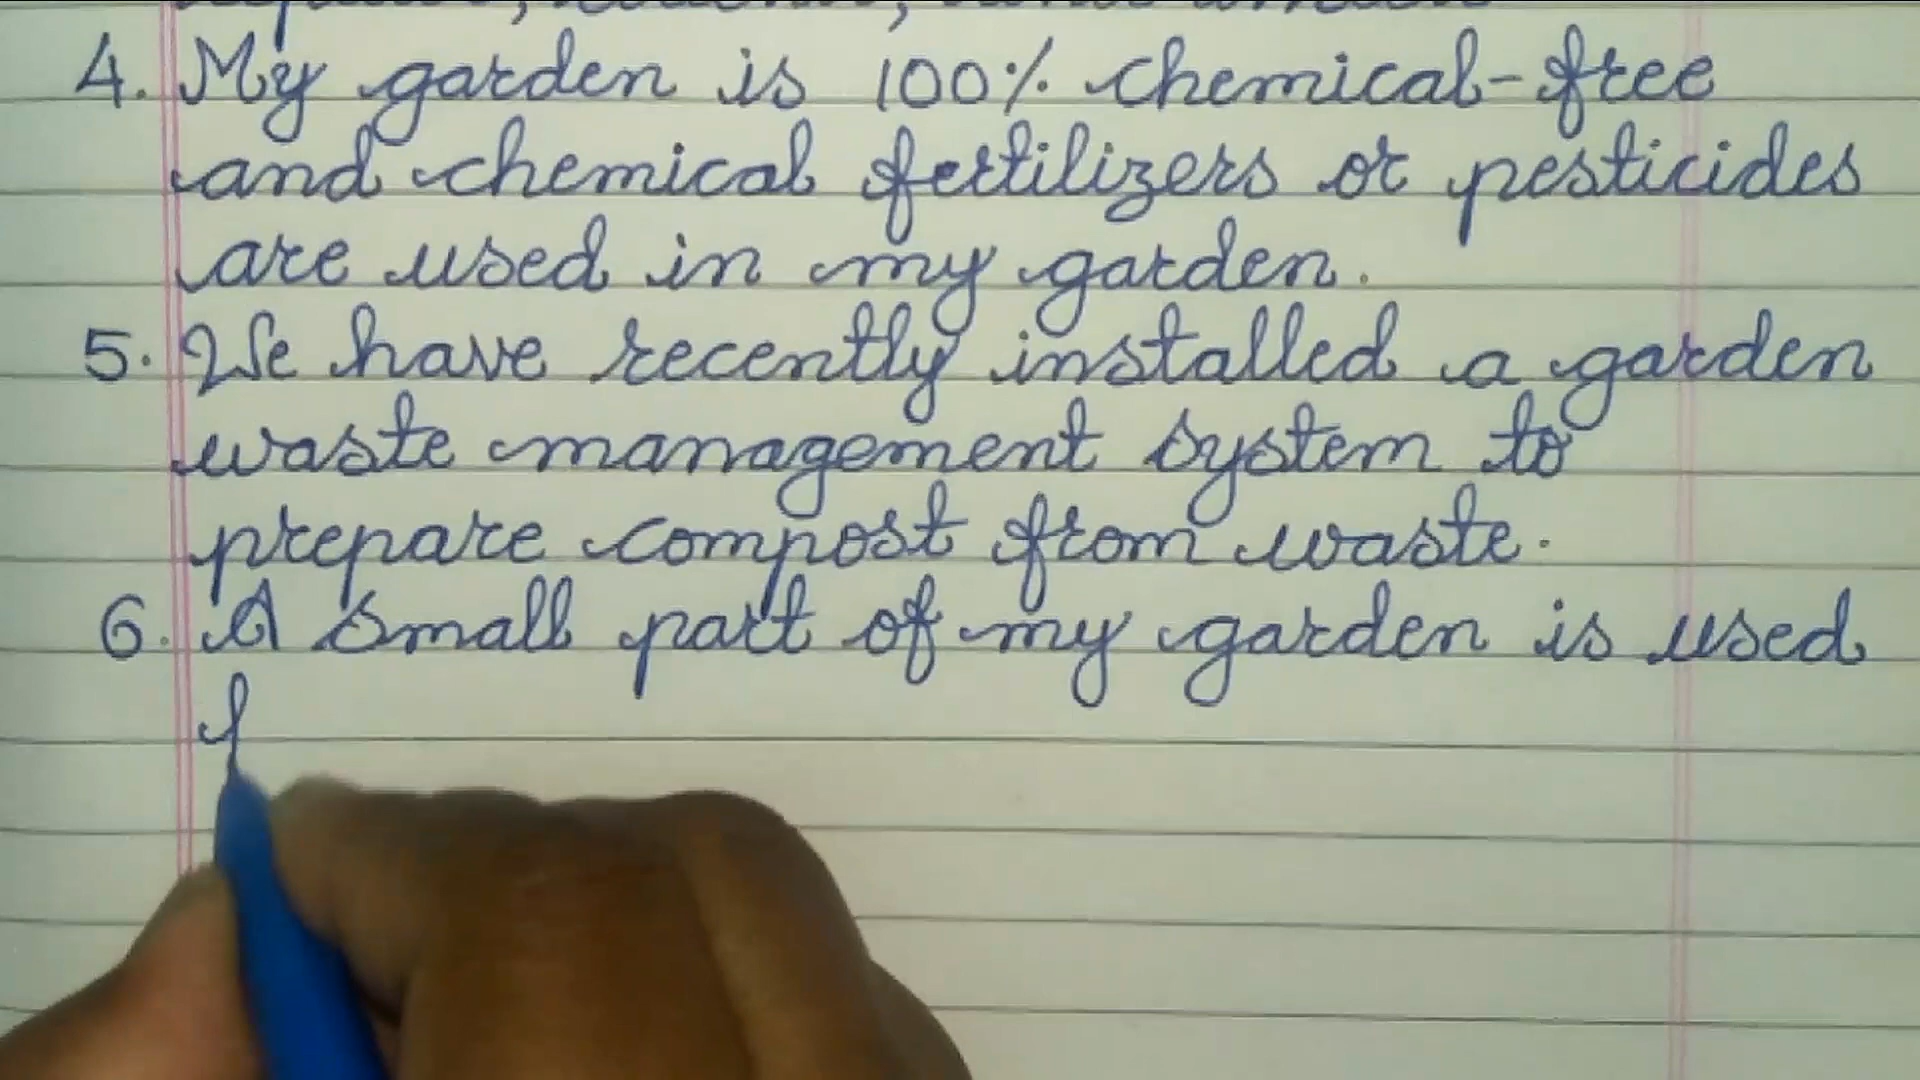 4. My garden is 100% chemical-free
and chemical fertilizers or pesticides
are used in my garden.
5. We have recently installed a garden
waste management system to
prepare compost from waste.
6. A small part of my garden is used
f